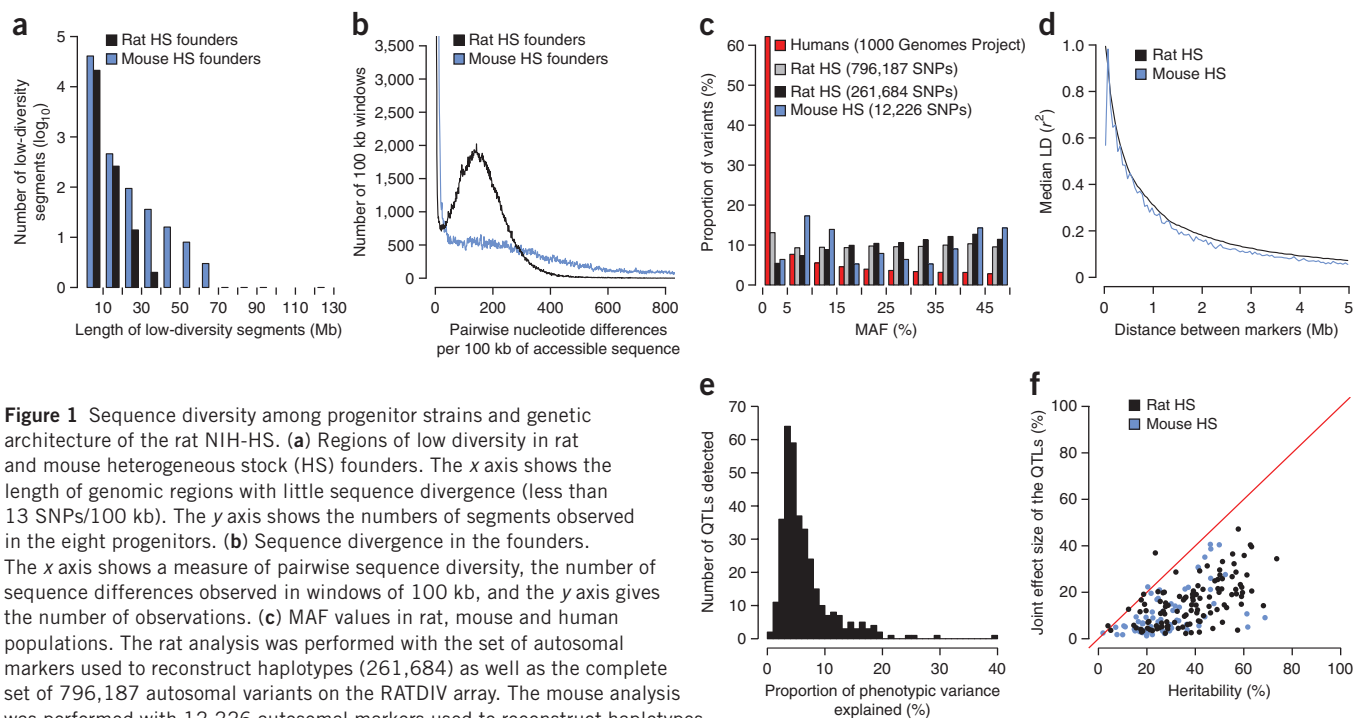 a
Rat HS founders
Mouse HS founders
Number of low-diversity
segments (log10)
5
4
3
2
1
0
10 30 50 70 90 110 130
Length of low-diversity segments (Mb)
b
Rat HS founders
Mouse HS founders
Number of 100 kb windows
3,500
3,000
2,500
2,000
1,500
1,000
500
0
0 200 400 600 800
Pairwise nucleotide differences
per 100 kb of accessible sequence
c
Humans (1000 Genomes Project)
Rat HS (796,187 SNPs)
Rat HS (261,684 SNPs)
Mouse HS (12,226 SNPs)
Proportion of variants (%)
60
50
40
30
20
10
0
0 5 15 25 35 45
MAF (%)
d
Rat HS
Mouse HS
Median LD (r2)
1.0
0.8
0.6
0.4
0.2
0
0 1 2 3 4 5
Distance between markers (Mb)
Figure 1 Sequence diversity among progenitor strains and genetic
architecture of the rat NIH-HS. (a) Regions of low diversity in rat
and mouse heterogeneous stock (HS) founders. The x axis shows the
length of genomic regions with little sequence divergence (less than
13 SNPs/100 kb). The y axis shows the numbers of segments observed
in the eight progenitors. (b) Sequence divergence in the founders.
The x axis shows a measure of pairwise sequence diversity, the number of
sequence differences observed in windows of 100 kb, and the y axis gives
the number of observations. (c) MAF values in rat, mouse and human
populations. The rat analysis was performed with the set of autosomal
markers used to reconstruct haplotypes (261,684) as well as the complete
set of 796,187 autosomal variants on the RATDIV array. The mouse analysis
was performed with 12,226 autosomal markers used to reconstruct haplotypes
e
Number of QTLs detected
70
60
50
40
30
20
10
0
0 10 20 30 40
Proportion of phenotypic variance
explained (%)
f
Rat HS
Mouse HS
Joint effect size of the QTLs (%)
100
80
60
40
20
0
0 20 40 60 80 100
Heritability (%)